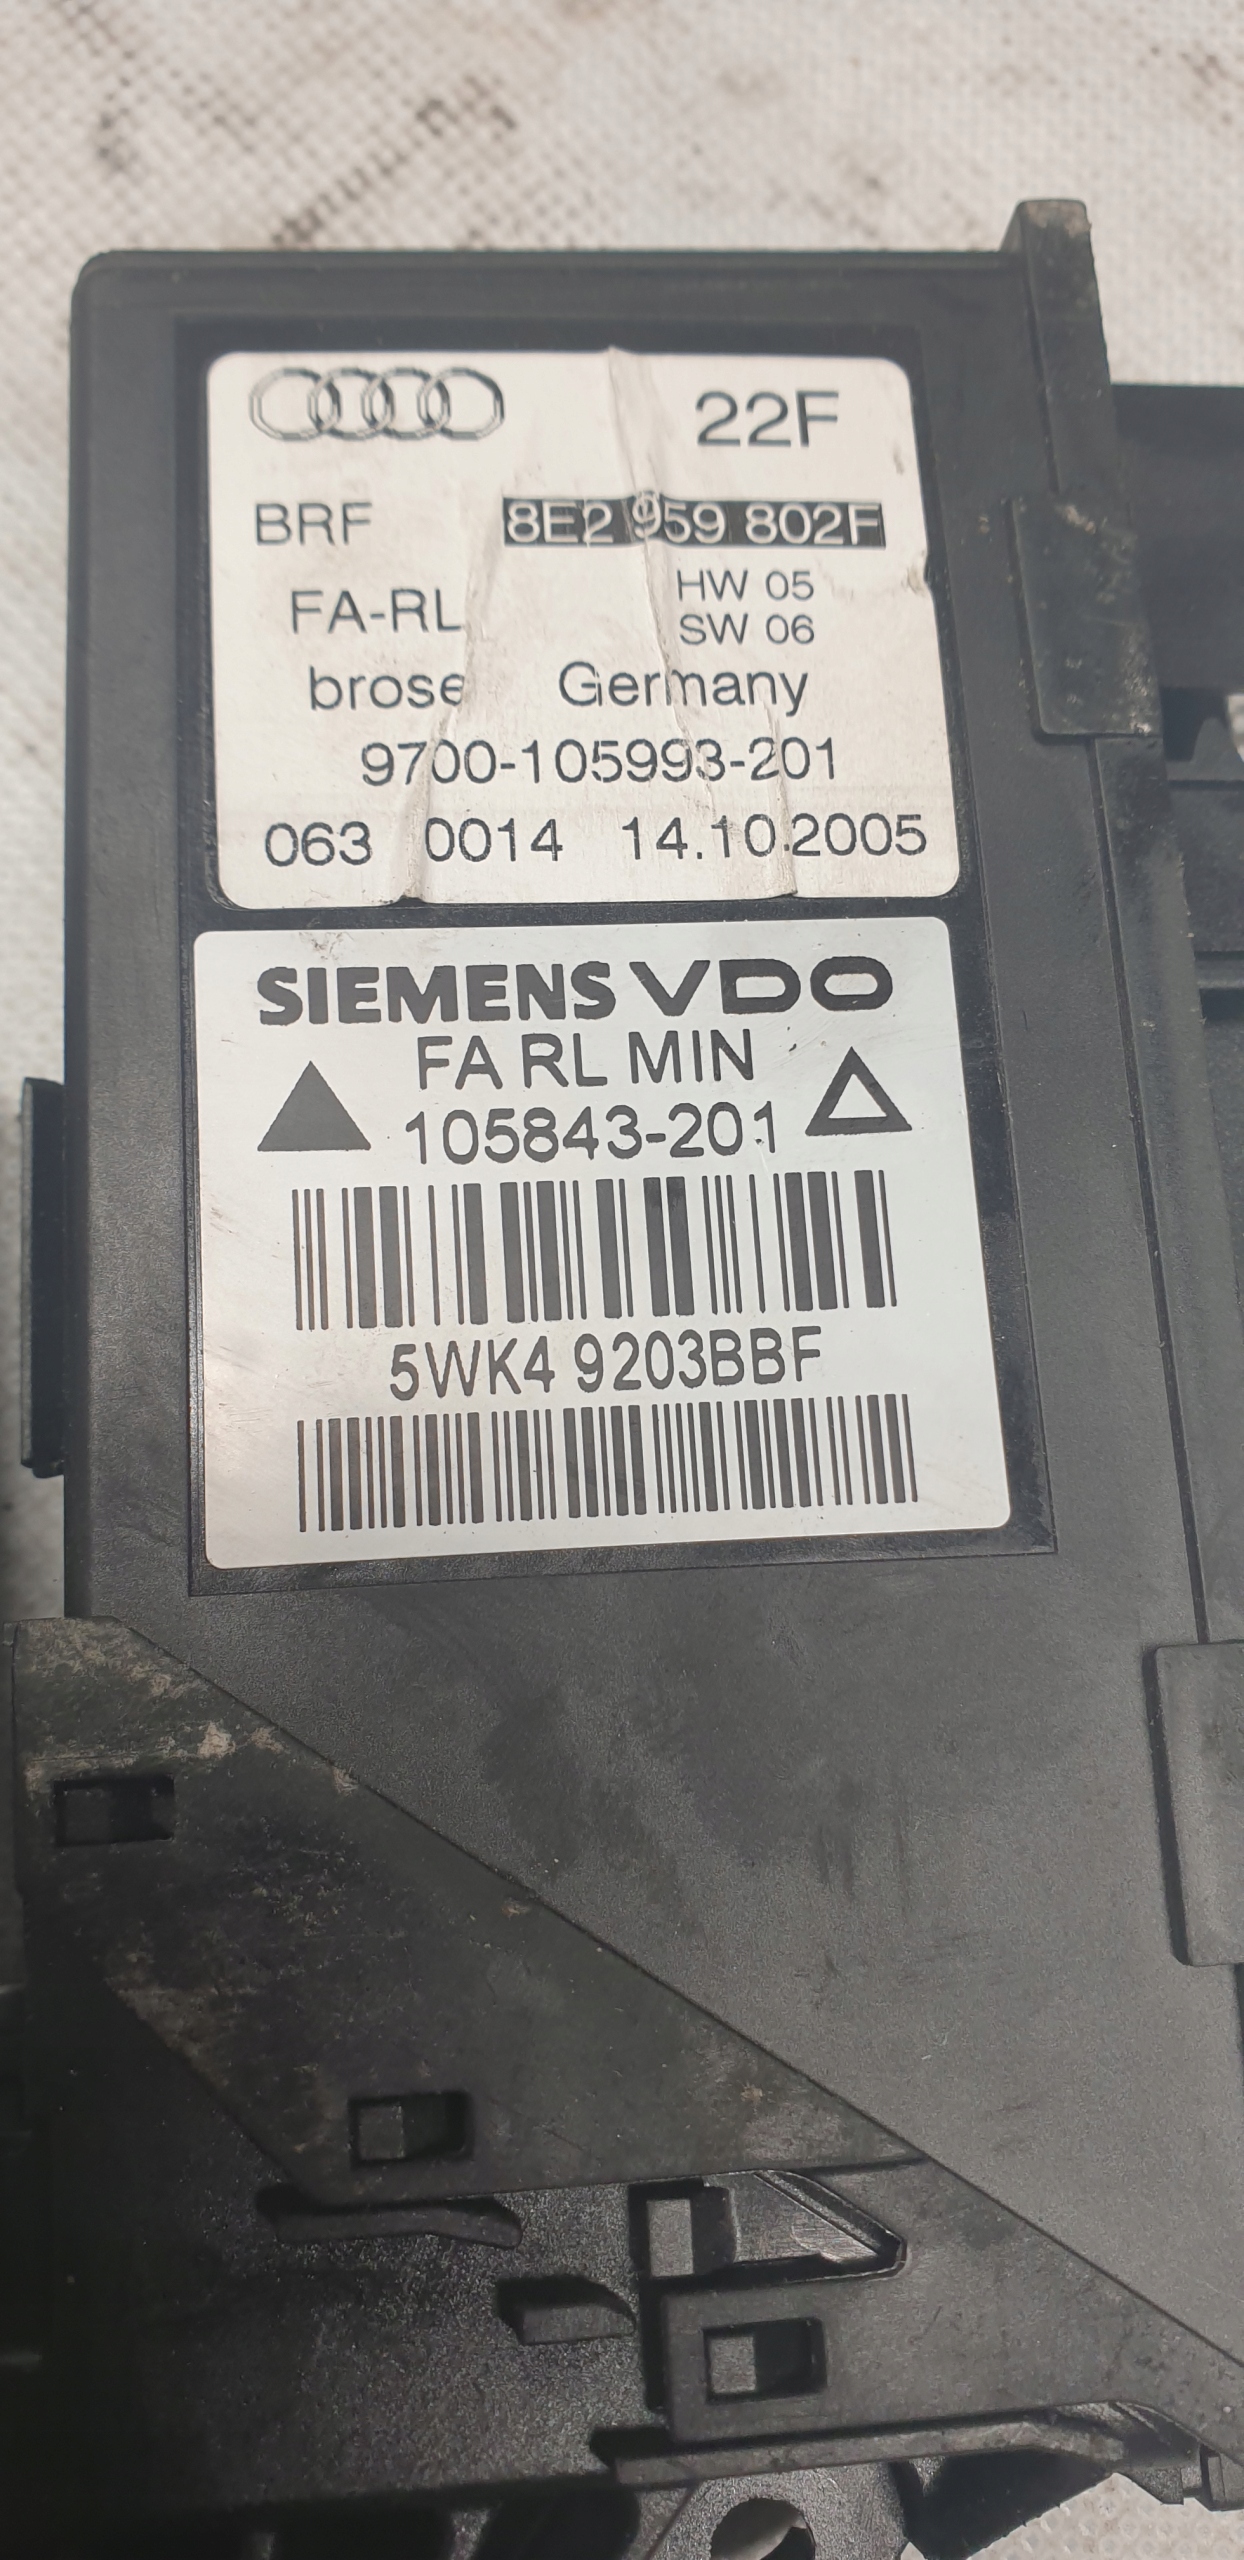 22F
BRF 8E2 959 802F
FA-RL HW 05
SW 06
brose Germany
9700-105993-201
063 0014 14.10.2005
SIEMENS VDO
FA RL MIN
105843-201
5WK4 9203BBF